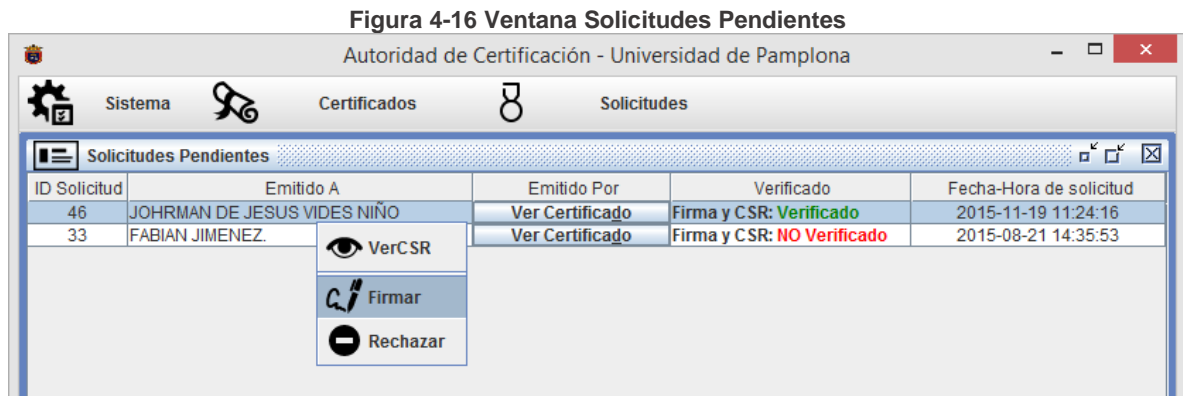 Figura 4-16 Ventana Solicitudes Pendientes
Autoridad de Certificación - Universidad de Pamplona
Sistema Certificados Solicitudes
Solicitudes Pendientes
ID Solicitud Emitido A Emitido Por Verificado Fecha-Hora de solicitud
46 JOHRMAN DE JESUS VIDES NIÑO Ver Certificado Firma y CSR: Verificado 2015-11-19 11:24:16
33 FABIAN JIMENEZ. Ver Certificado Firma y CSR: NO Verificado 2015-08-21 14:35:53
VerCSR
Firmar
Rechazar